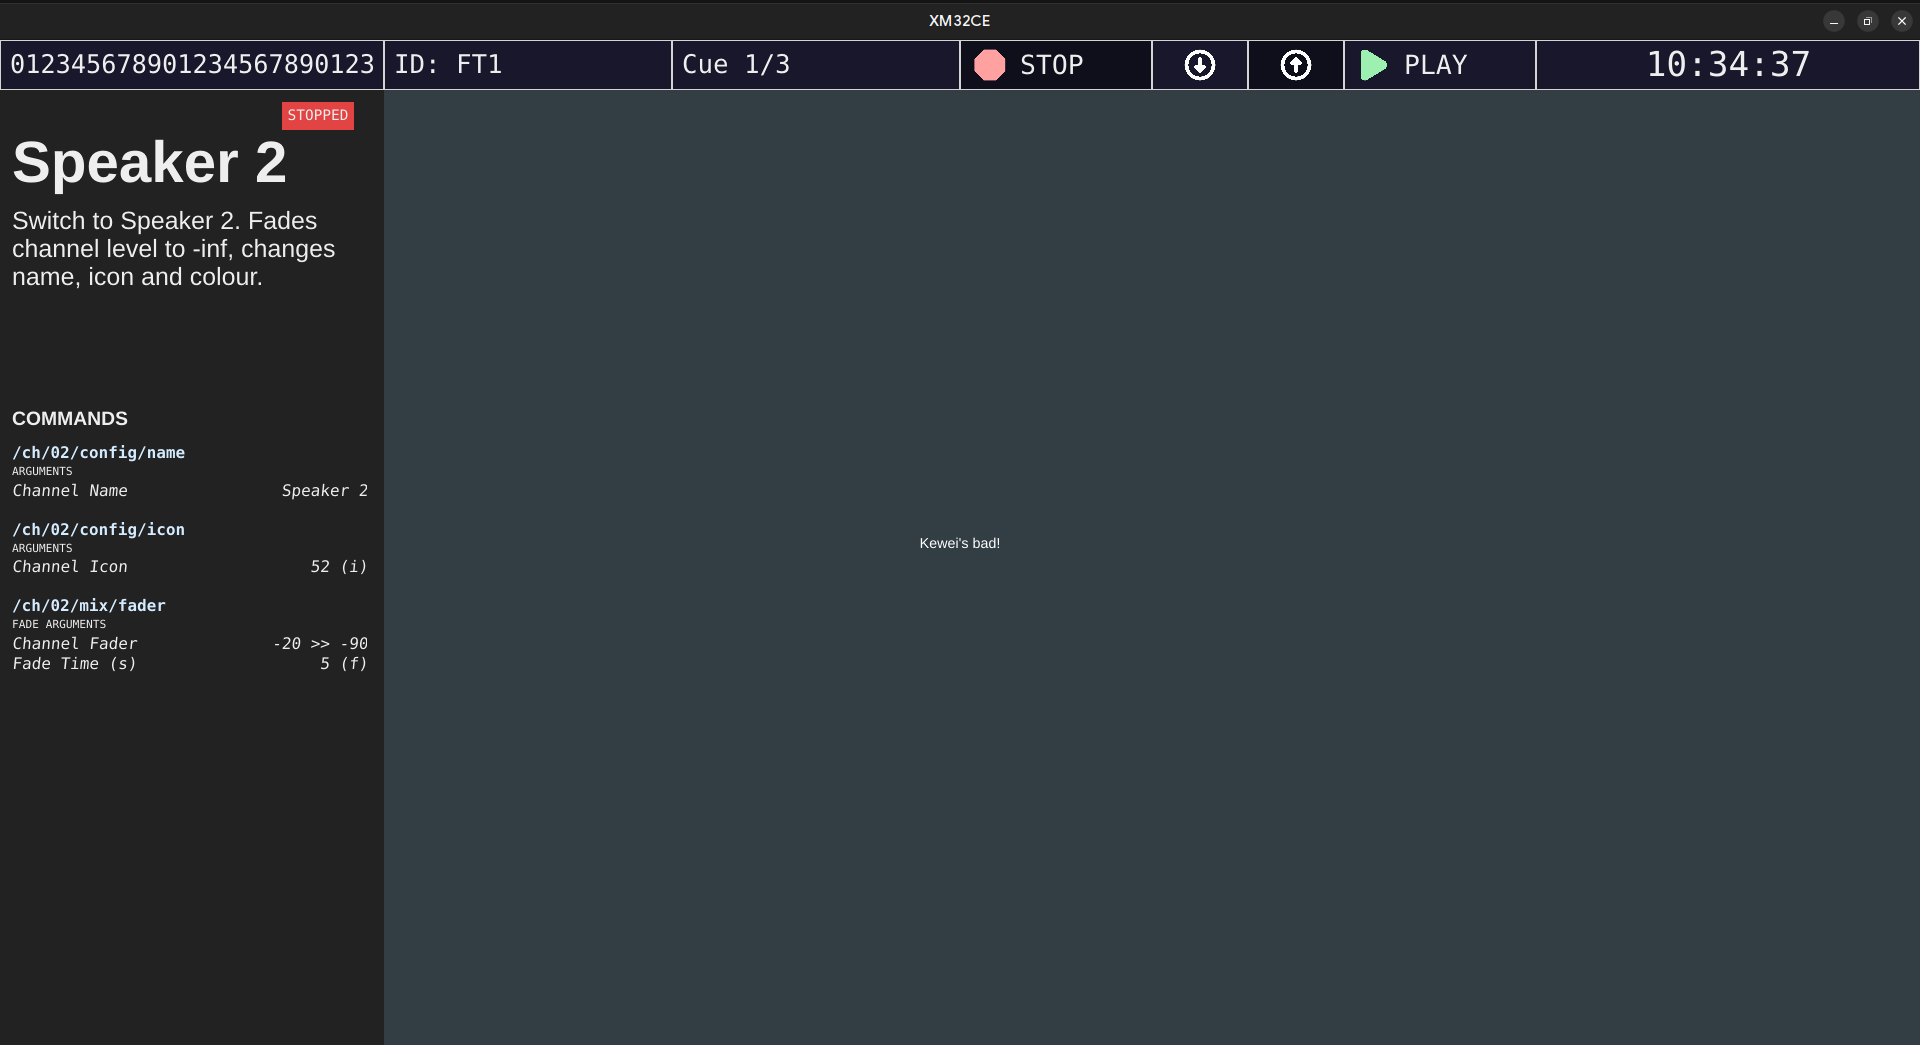 XM32CE
012345678901234567890123 ID: FT1 Cue 1/3 STOP PLAY 10:34:37
STOPPED
Speaker 2
Switch to Speaker 2. Fades
channel level to -inf, changes
name, icon and colour.
COMMANDS
/ch/02/config/name
ARGUMENTS
Channel Name Speaker 2
/ch/02/config/icon
ARGUMENTS
Channel Icon 52 (i)
/ch/02/mix/fader
FADE ARGUMENTS
Channel Fader -20 >> -90
Fade Time (s) 5 (f)
Kewei's bad!